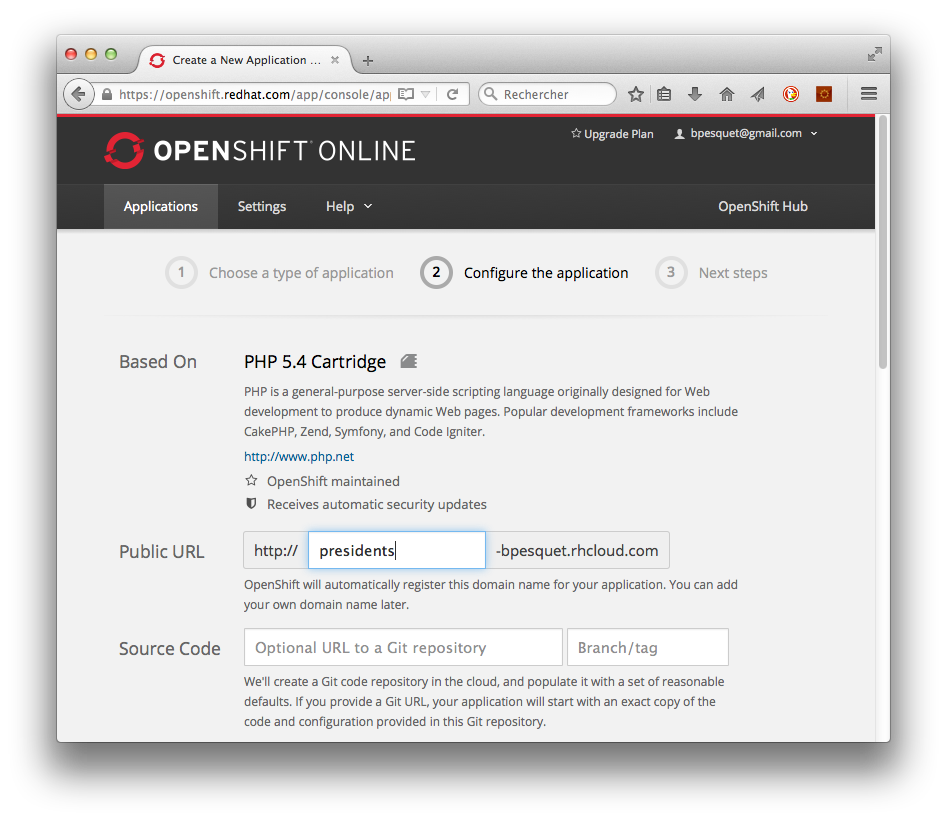 Create a New Application ...
https://openshift.redhat.com/app/console/ap
Rechercher
OPENSHIFT ONLINE
Upgrade Plan
bpesquet@gmail.com
Applications
Settings
Help
OpenShift Hub
1 Choose a type of application
2 Configure the application
3 Next steps
Based On
PHP 5.4 Cartridge
PHP is a general-purpose server-side scripting language originally designed for Web
development to produce dynamic Web pages. Popular development frameworks include
CakePHP, Zend, Symfony, and Code Igniter.
http://www.php.net
OpenShift maintained
Receives automatic security updates
Public URL
http:// presidents -bpesquet.rhcloud.com
OpenShift will automatically register this domain name for your application. You can add
your own domain name later.
Source Code
Optional URL to a Git repository
Branch/tag
We'll create a Git code repository in the cloud, and populate it with a set of reasonable
defaults. If you provide a Git URL, your application will start with an exact copy of the
code and configuration provided in this Git repository.